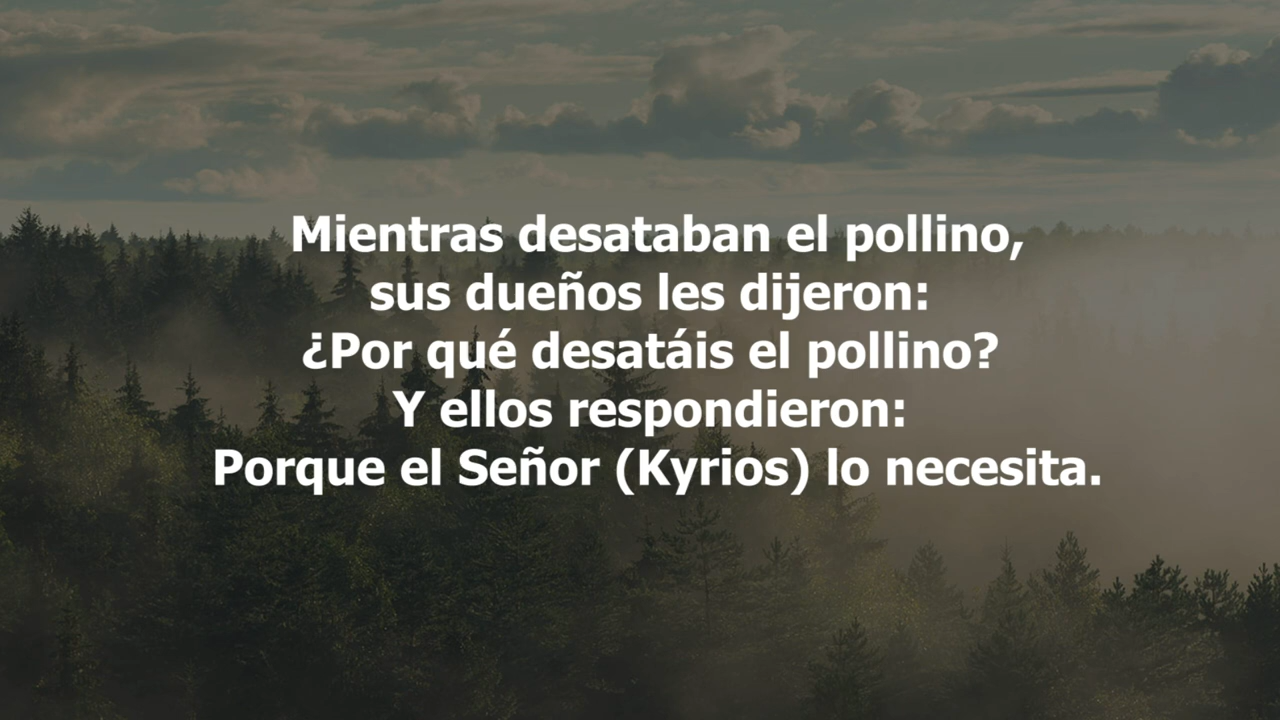 Mientras desataban el pollino,
sus dueños les dijeron:
¿Por qué desatáis el pollino?
Y ellos respondieron:
Porque el Señor (Kyrios) lo necesita.